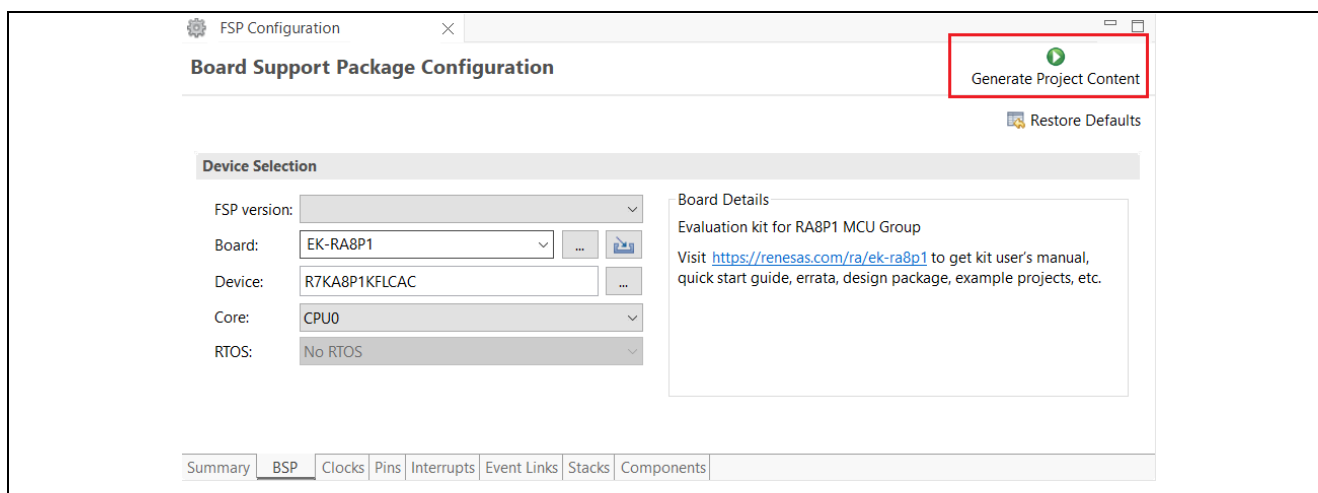 FSP Configuration
Board Support Package Configuration
Generate Project Content
Restore Defaults
Device Selection
FSP version:
Board: EK-RA8P1 ...
Device: R7KA8P1KFLCAC ...
Core: CPU0
RTOS: No RTOS
Board Details
Evaluation kit for RA8P1 MCU Group
Visit https://renesas.com/ra/ek-ra8p1 to get kit user's manual,
quick start guide, errata, design package, example projects, etc.
Summary BSP Clocks Pins Interrupts Event Links Stacks Components